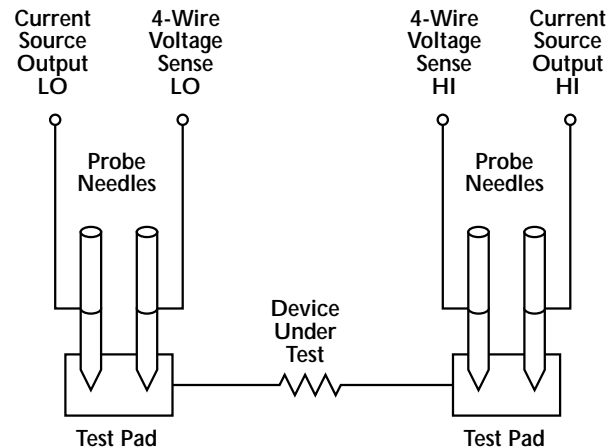 Current
Source
Output
LO
4-Wire
Voltage
Sense
LO
4-Wire
Voltage
Sense
HI
Current
Source
Output
HI
Probe
Needles
Probe
Needles
Device
Under
Test
Test Pad
Test Pad